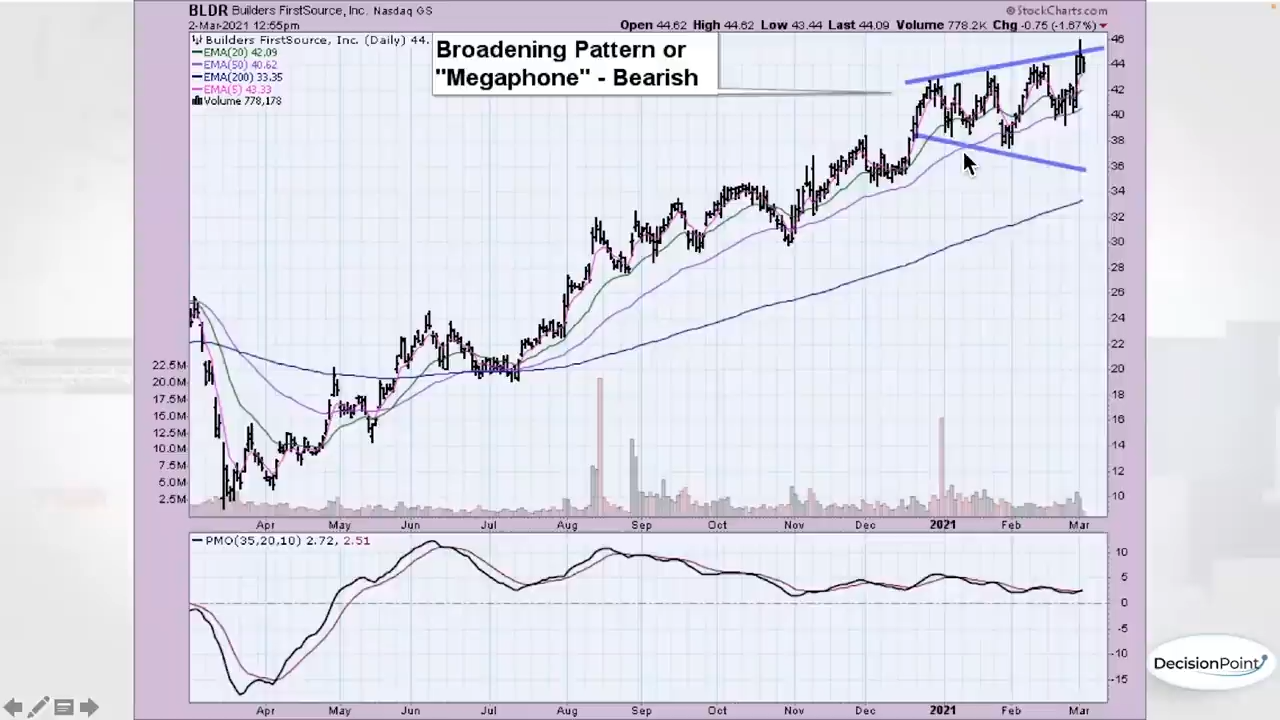 BLDR Builders FirstSource, Inc. Nasdaq GS
© StockCharts.com
2-Mar-2021 12:55pm
Open 44.62 High 44.62 Low 43.44 Last 44.09 Volume 778.2K Chg -0.75 (-1.67%)
Builders FirstSource, Inc. (Daily) 44.
EMA(20) 42.09
EMA(50) 40.62
EMA(200) 33.35
EMA(5) 43.33
Volume 778,178
Broadening Pattern or
"Megaphone" - Bearish
46
44
42
40
38
36
34
32
30
28
26
24
22
20
18
16
14
12
10
22.5M
20.0M
17.5M
15.0M
12.5M
10.0M
7.5M
5.0M
2.5M
Apr May Jun Jul Aug Sep Oct Nov Dec 2021 Feb Mar
PMO(35,20,10) 2.72, 2.51
10
5
0
-5
-10
-15
Apr May Jun Jul Aug Sep Oct Nov Dec 2021 Feb Mar
DecisionPoint